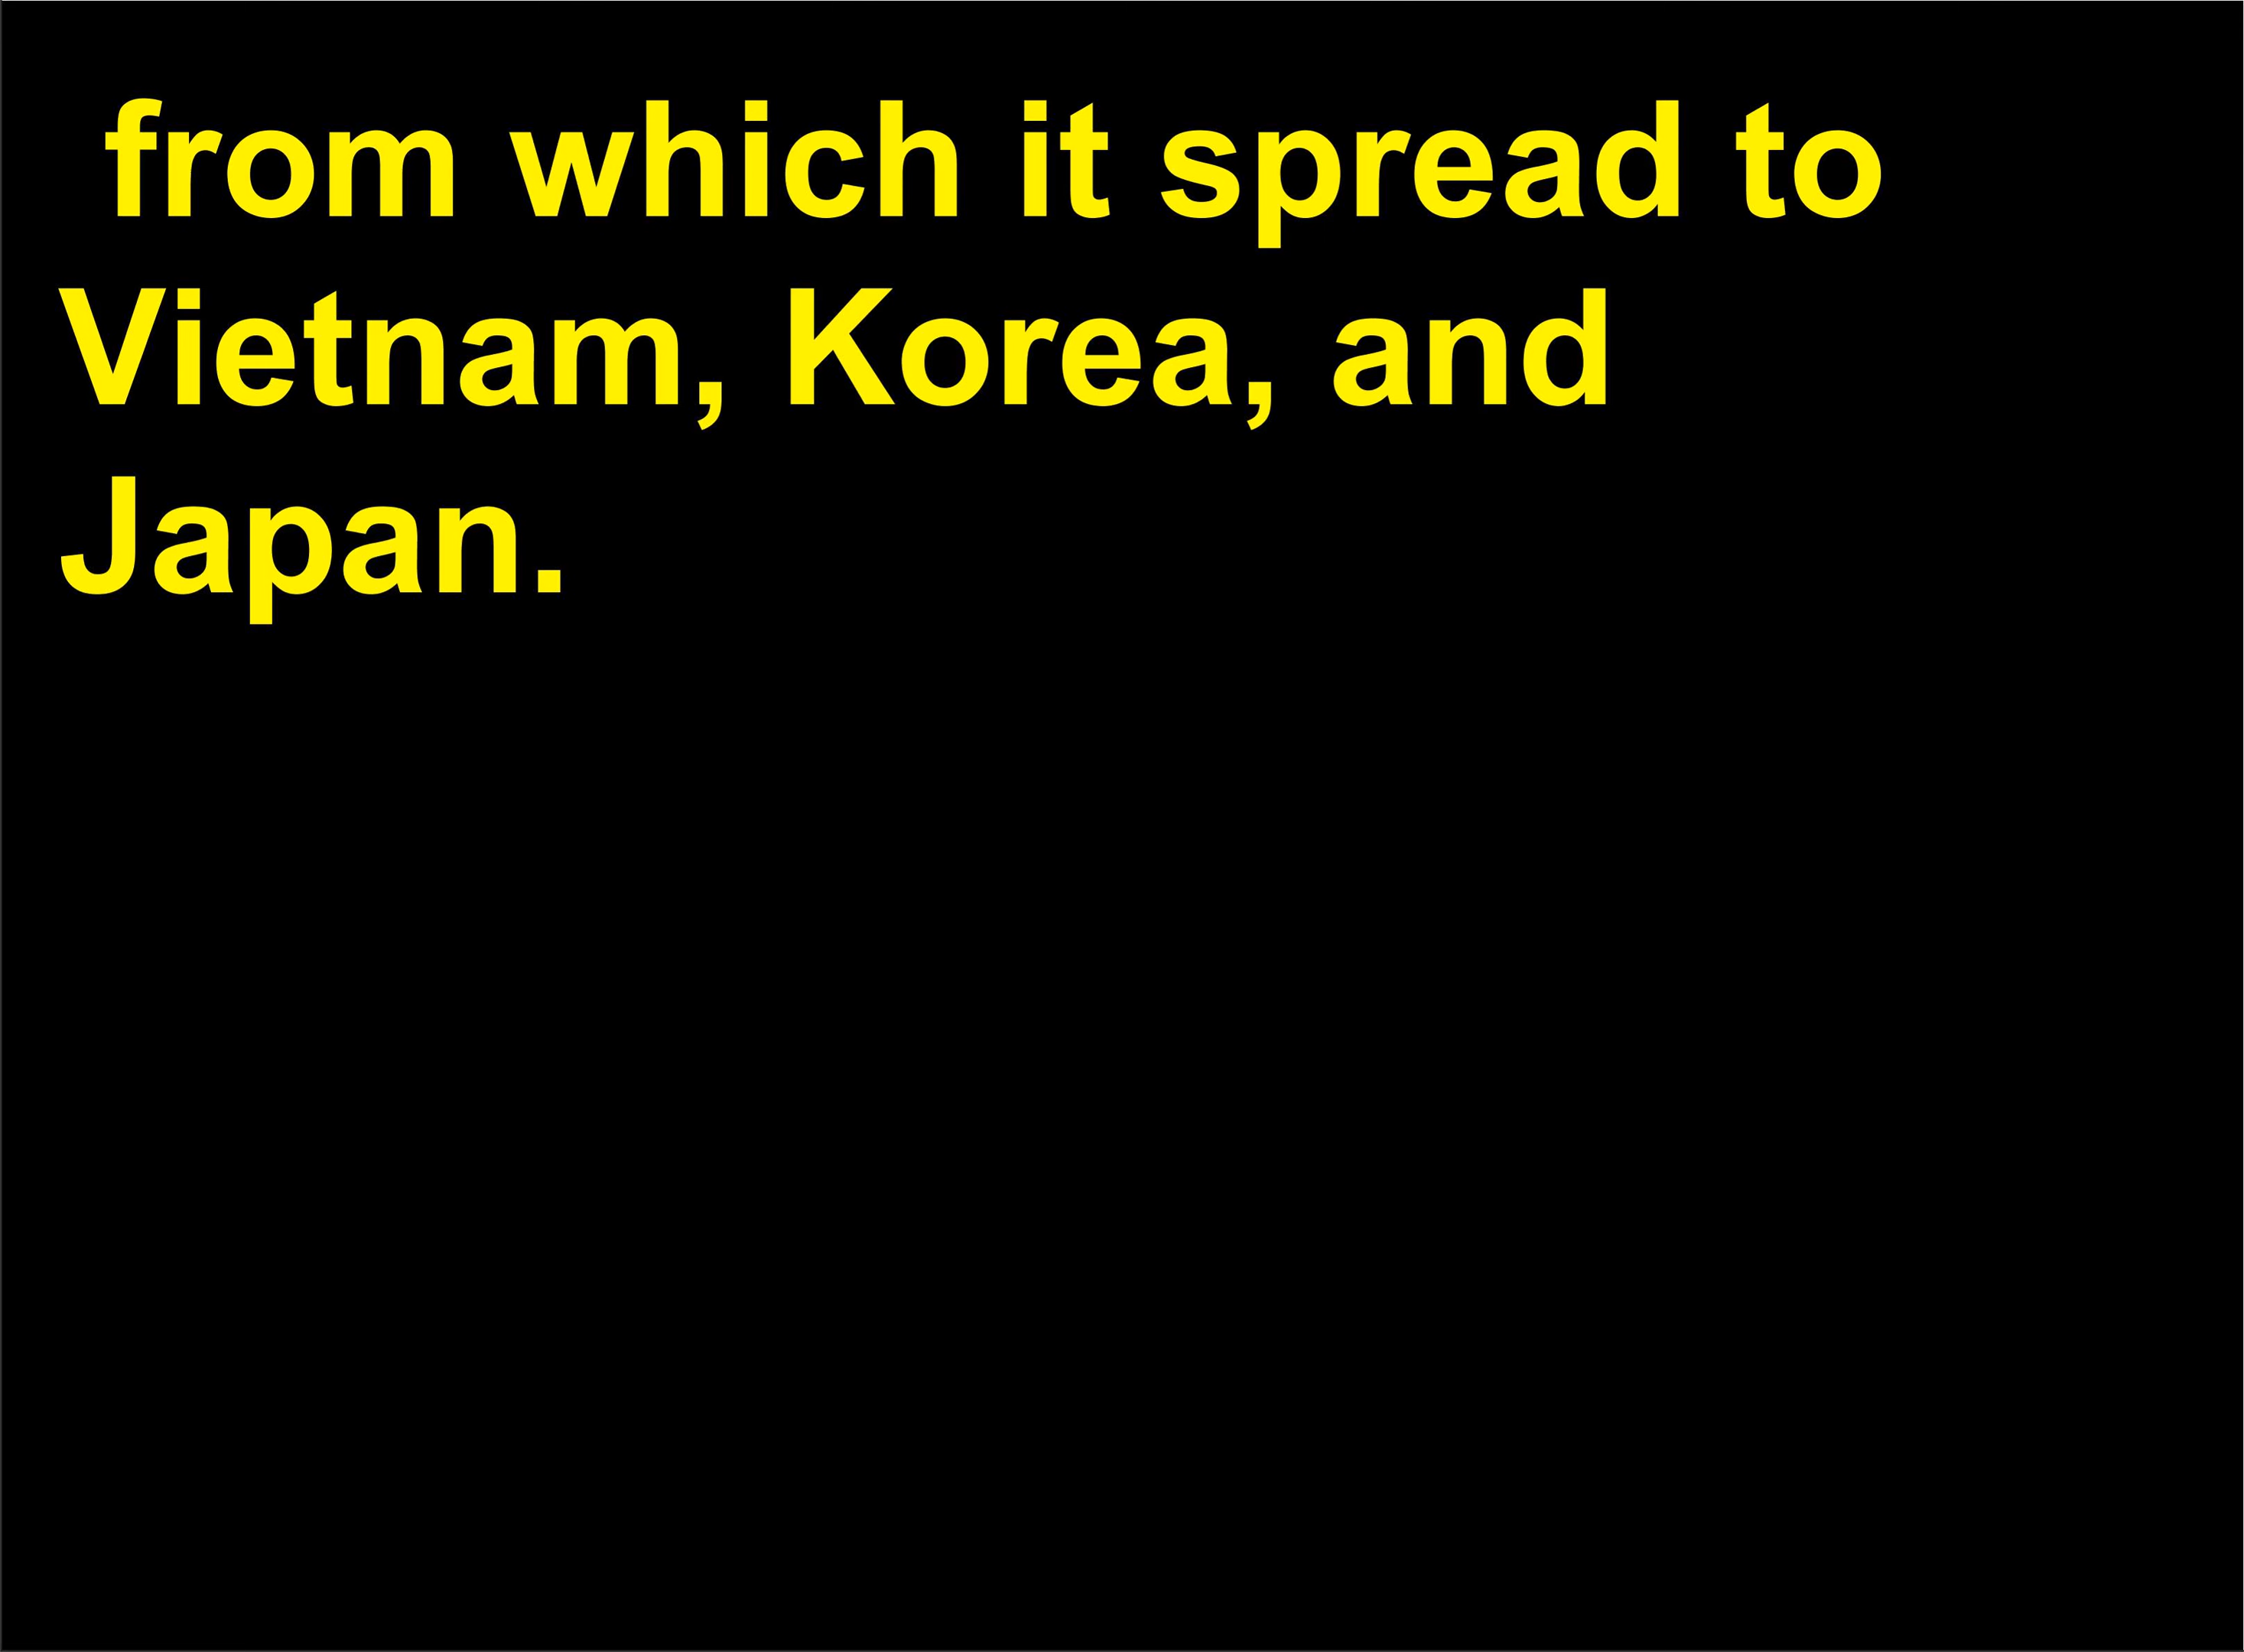 from which it spread to
Vietnam, Korea, and
Japan.